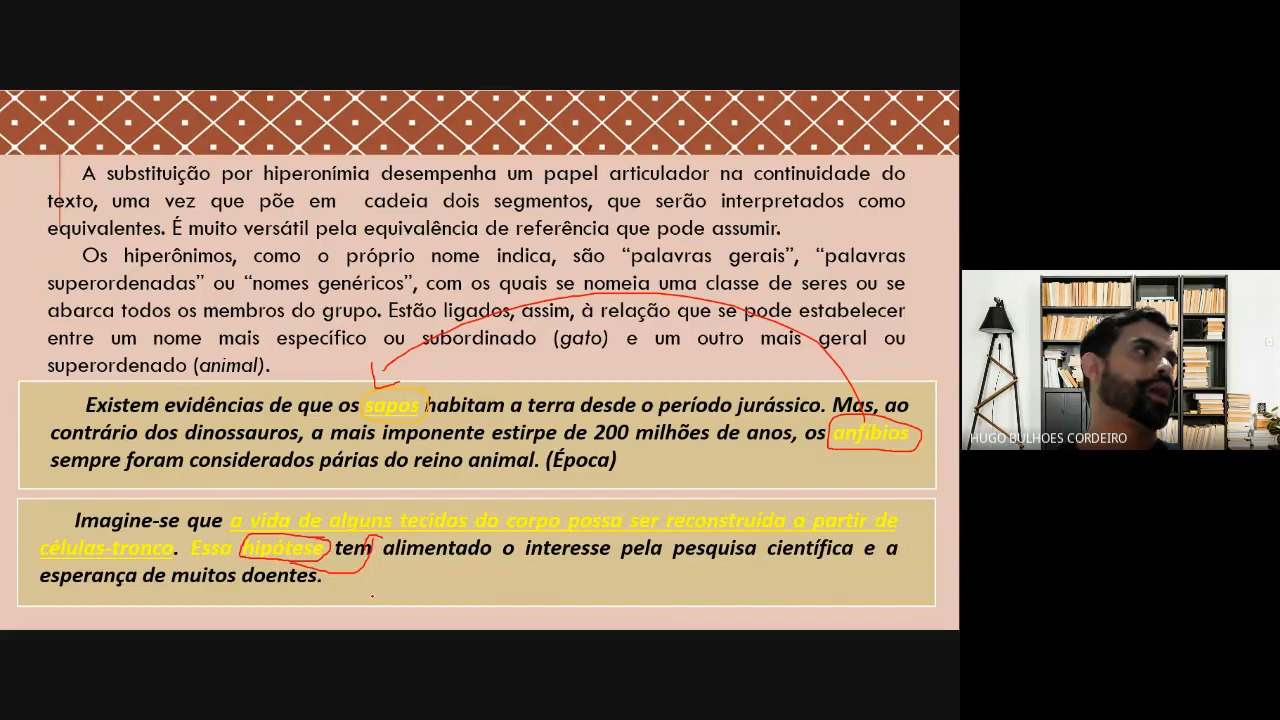 A substituição por hiperonímia desempenha um papel articulador na continuidade do
texto, uma vez que põe em cadeia dois segmentos, que serão interpretados como
equivalentes. É muito versátil pela equivalência de referência que pode assumir.
Os hiperônimos, como o próprio nome indica, são “palavras gerais”, “palavras
superordenadas” ou “nomes genéricos”, com os quais se nomeia uma classe de seres ou se
abarca todos os membros do grupo. Estão ligados, assim, à relação que se pode estabelecer
entre um nome mais específico ou subordinado (gato) e um outro mais geral ou
superordenado (animal).
Existem evidências de que os sapos habitam a terra desde o período jurássico. Mas, ao
contrário dos dinossauros, a mais imponente estirpe de 200 milhões de anos, os anfíbios
sempre foram considerados párias do reino animal. (Época)
Imagine-se que a vida de alguns tecidos do corpo possa ser reconstruída a partir de
células-tronco. Essa hipótese tem alimentado o interesse pela pesquisa científica e a
esperança de muitos doentes.
HUGO BULHOES CORDEIRO